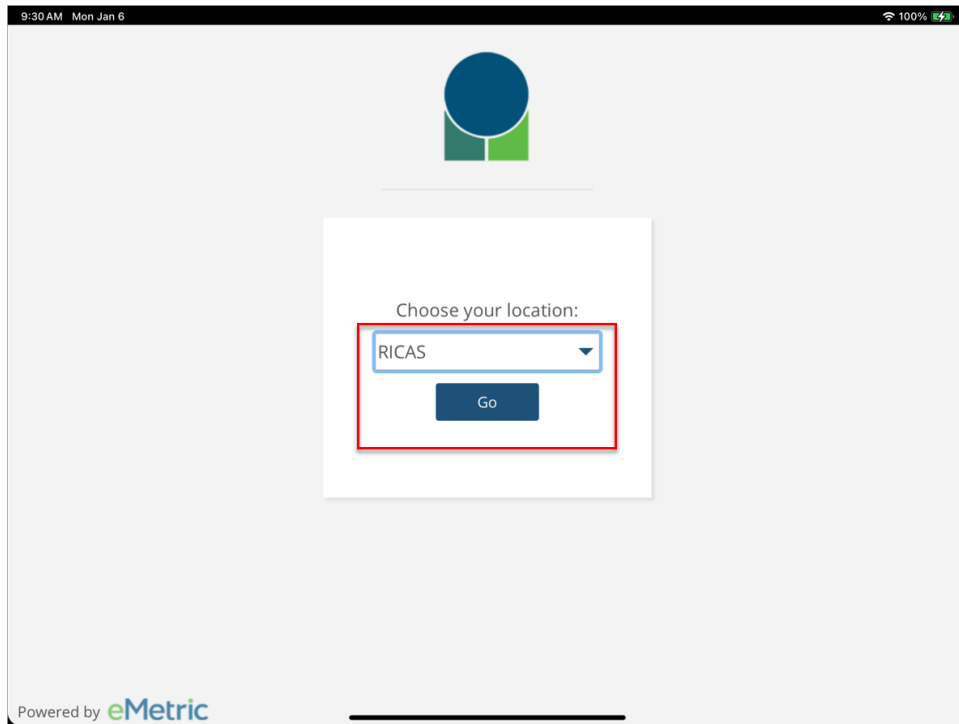 9:30 AM Mon Jan 6 100%
Choose your location:
RICAS
Go
Powered by eMetric